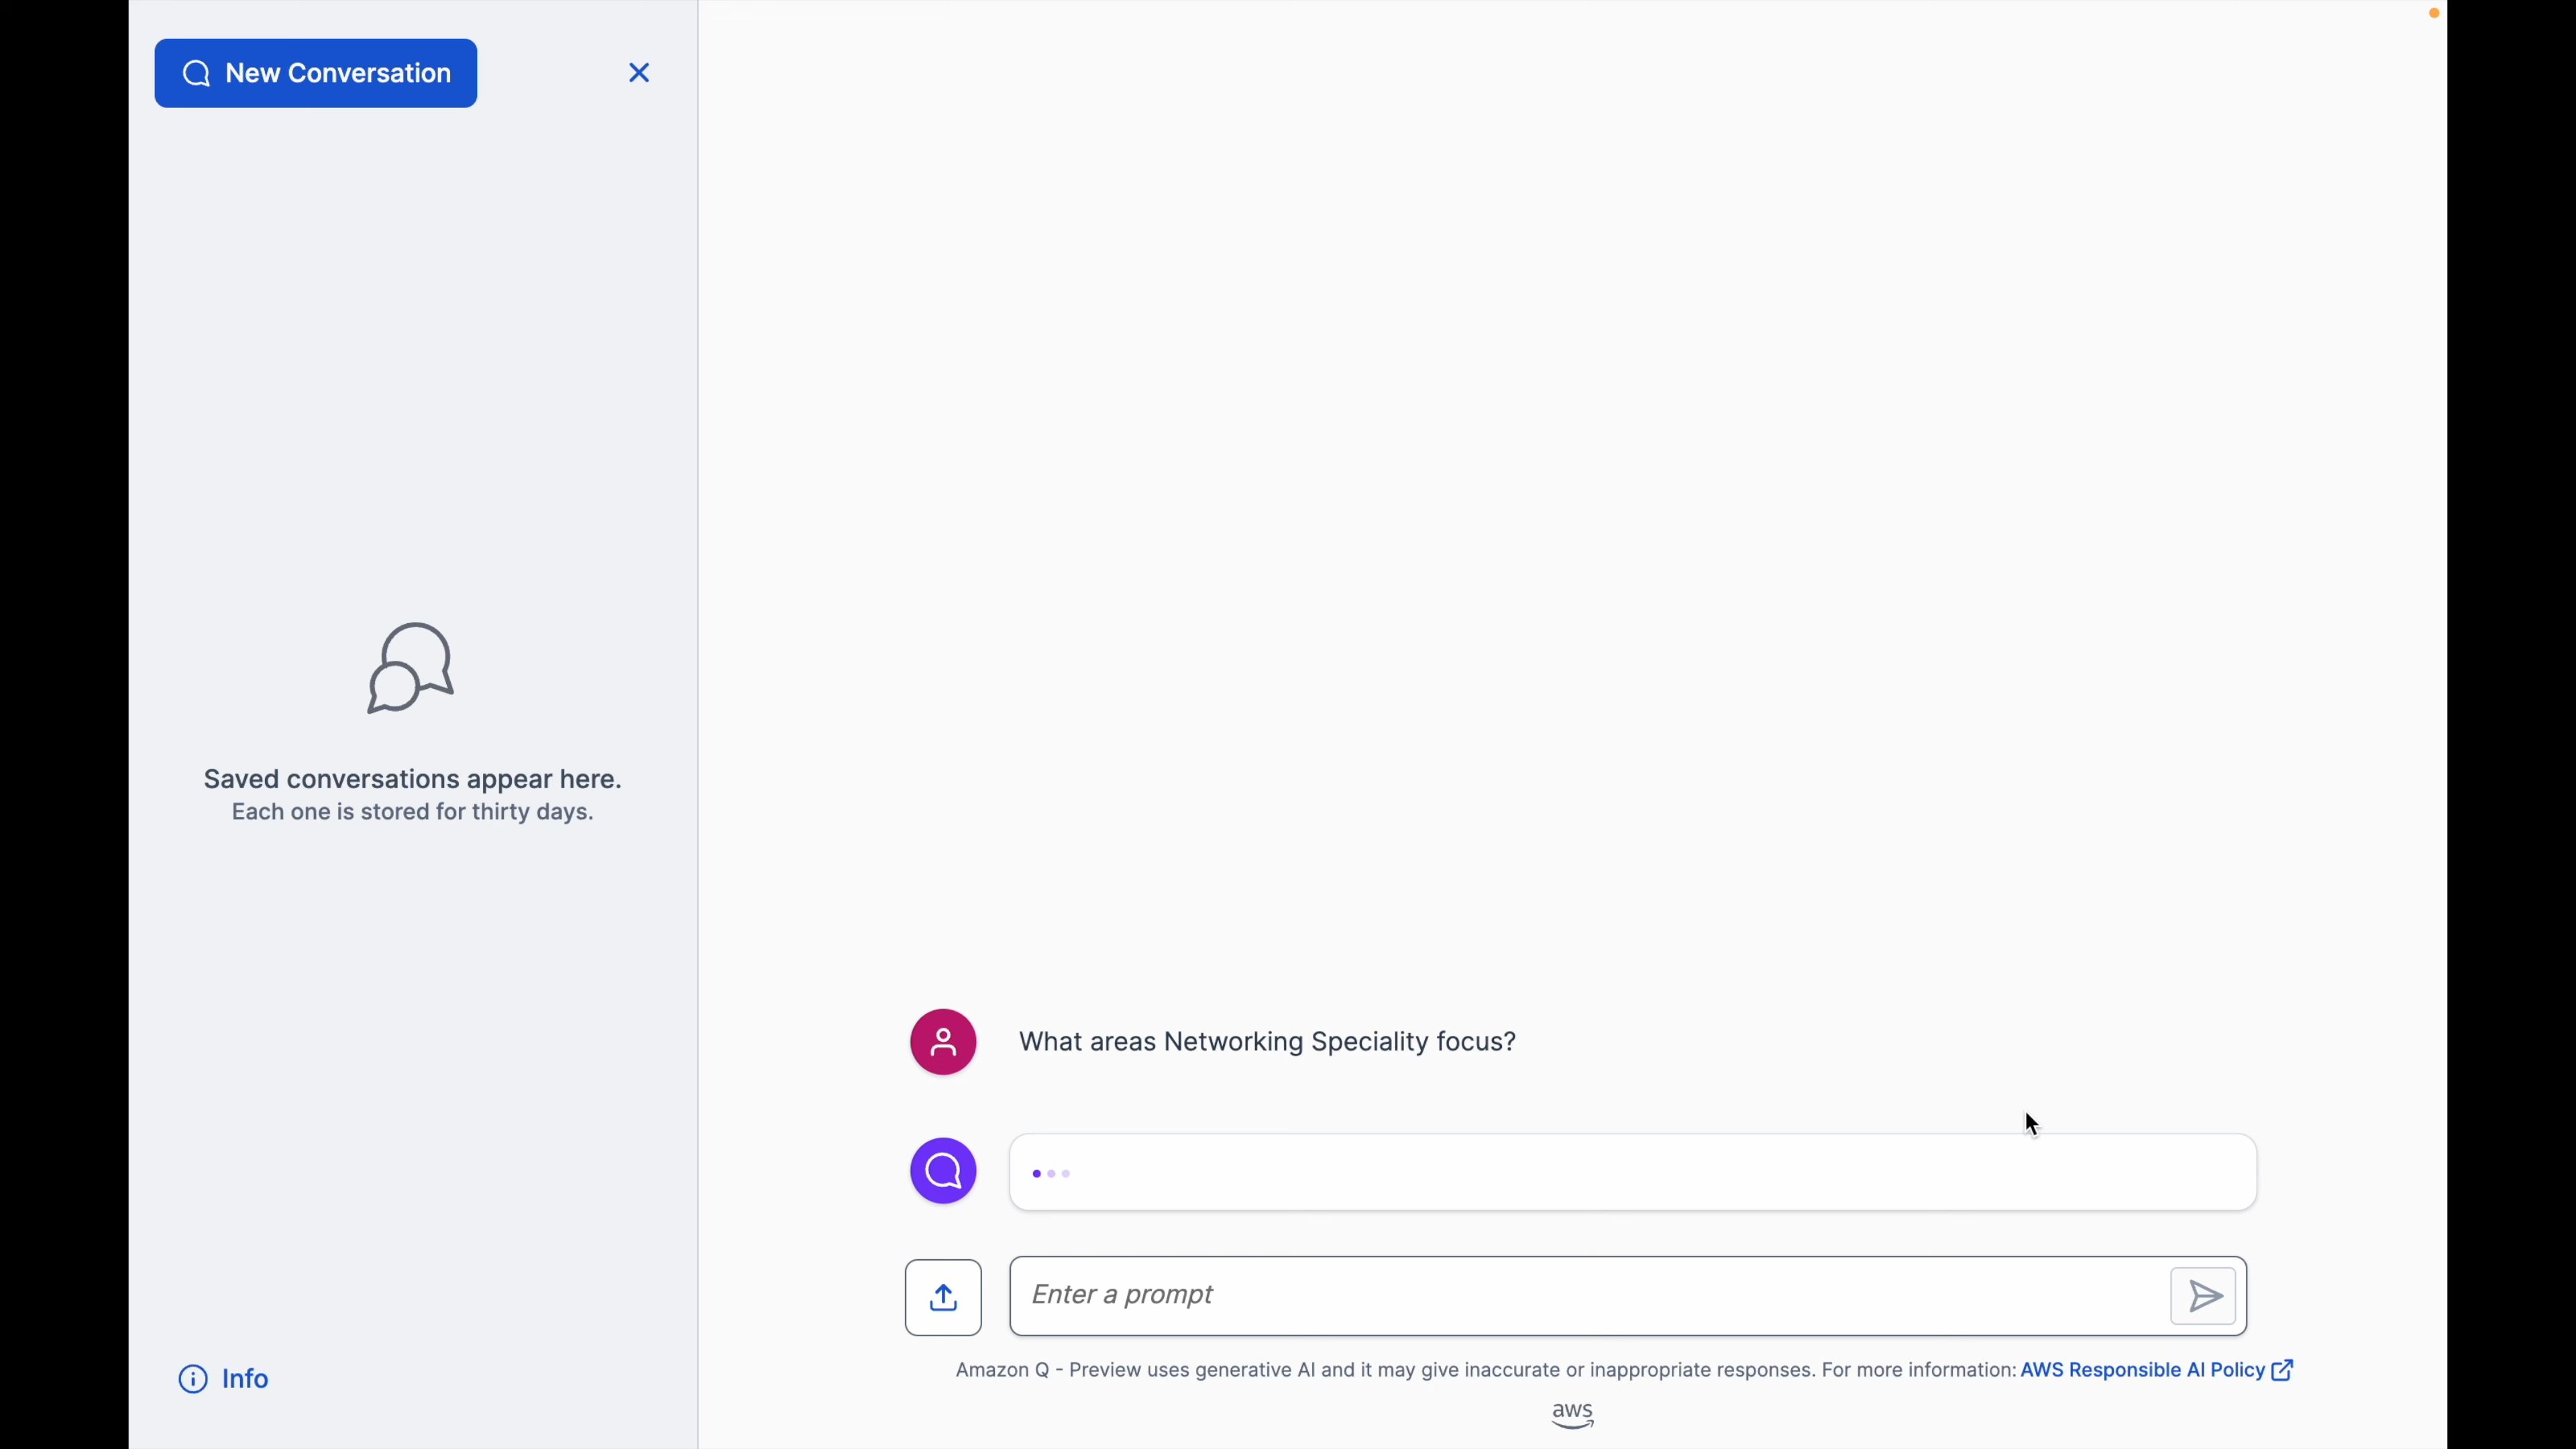 New Conversation
Saved conversations appear here.
Each one is stored for thirty days.
Info
What areas Networking Speciality focus?
Enter a prompt
Amazon Q - Preview uses generative AI and it may give inaccurate or inappropriate responses. For more information: AWS Responsible AI Policy
aws